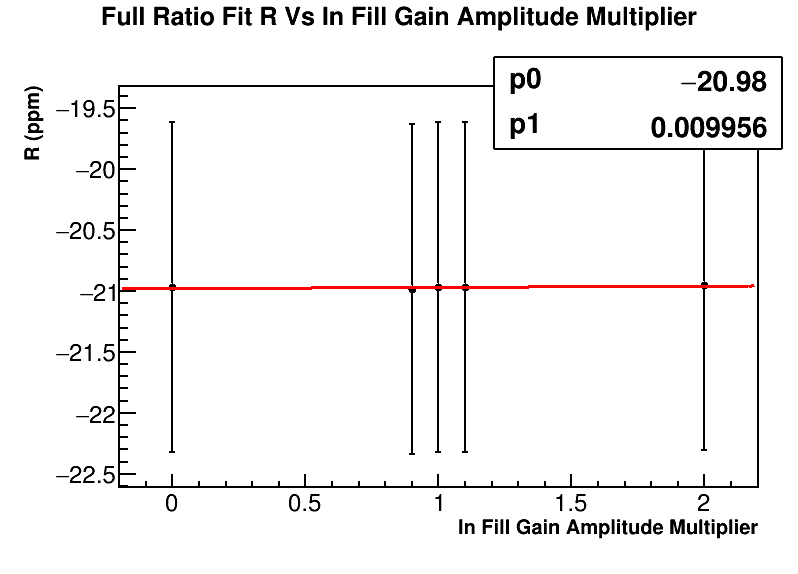 Full Ratio Fit R Vs In Fill Gain Amplitude Multiplier
p0 −20.98
p1 0.009956
R (ppm)
−19.5
−20
−20.5
−21
−21.5
−22
−22.5
0 0.5 1 1.5 2
In Fill Gain Amplitude Multiplier